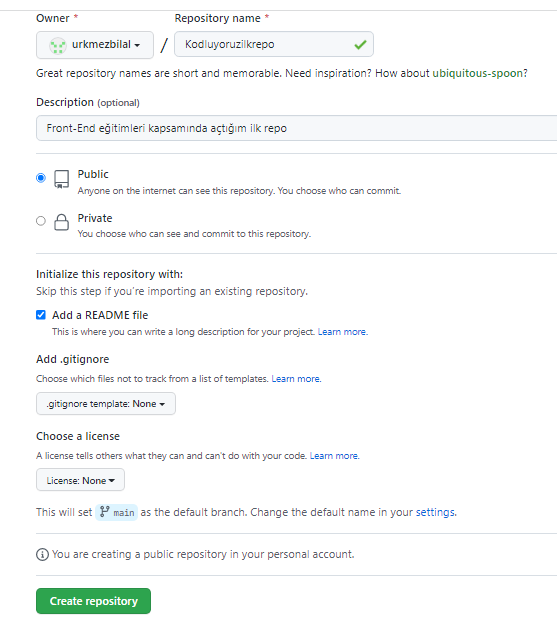 Owner * Repository name *
urkmezbilal / Kodluyoruzilkrepo
Great repository names are short and memorable. Need inspiration? How about ubiquitous-spoon?
Description (optional)
Front-End eğitimleri kapsamında açtığım ilk repo
Public
Anyone on the internet can see this repository. You choose who can commit.
Private
You choose who can see and commit to this repository.
Initialize this repository with:
Skip this step if you're importing an existing repository.
Add a README file
This is where you can write a long description for your project. Learn more.
Add .gitignore
Choose which files not to track from a list of templates. Learn more.
.gitignore template: None
Choose a license
A license tells others what they can and can't do with your code. Learn more.
License: None
This will set main as the default branch. Change the default name in your settings.
You are creating a public repository in your personal account.
Create repository